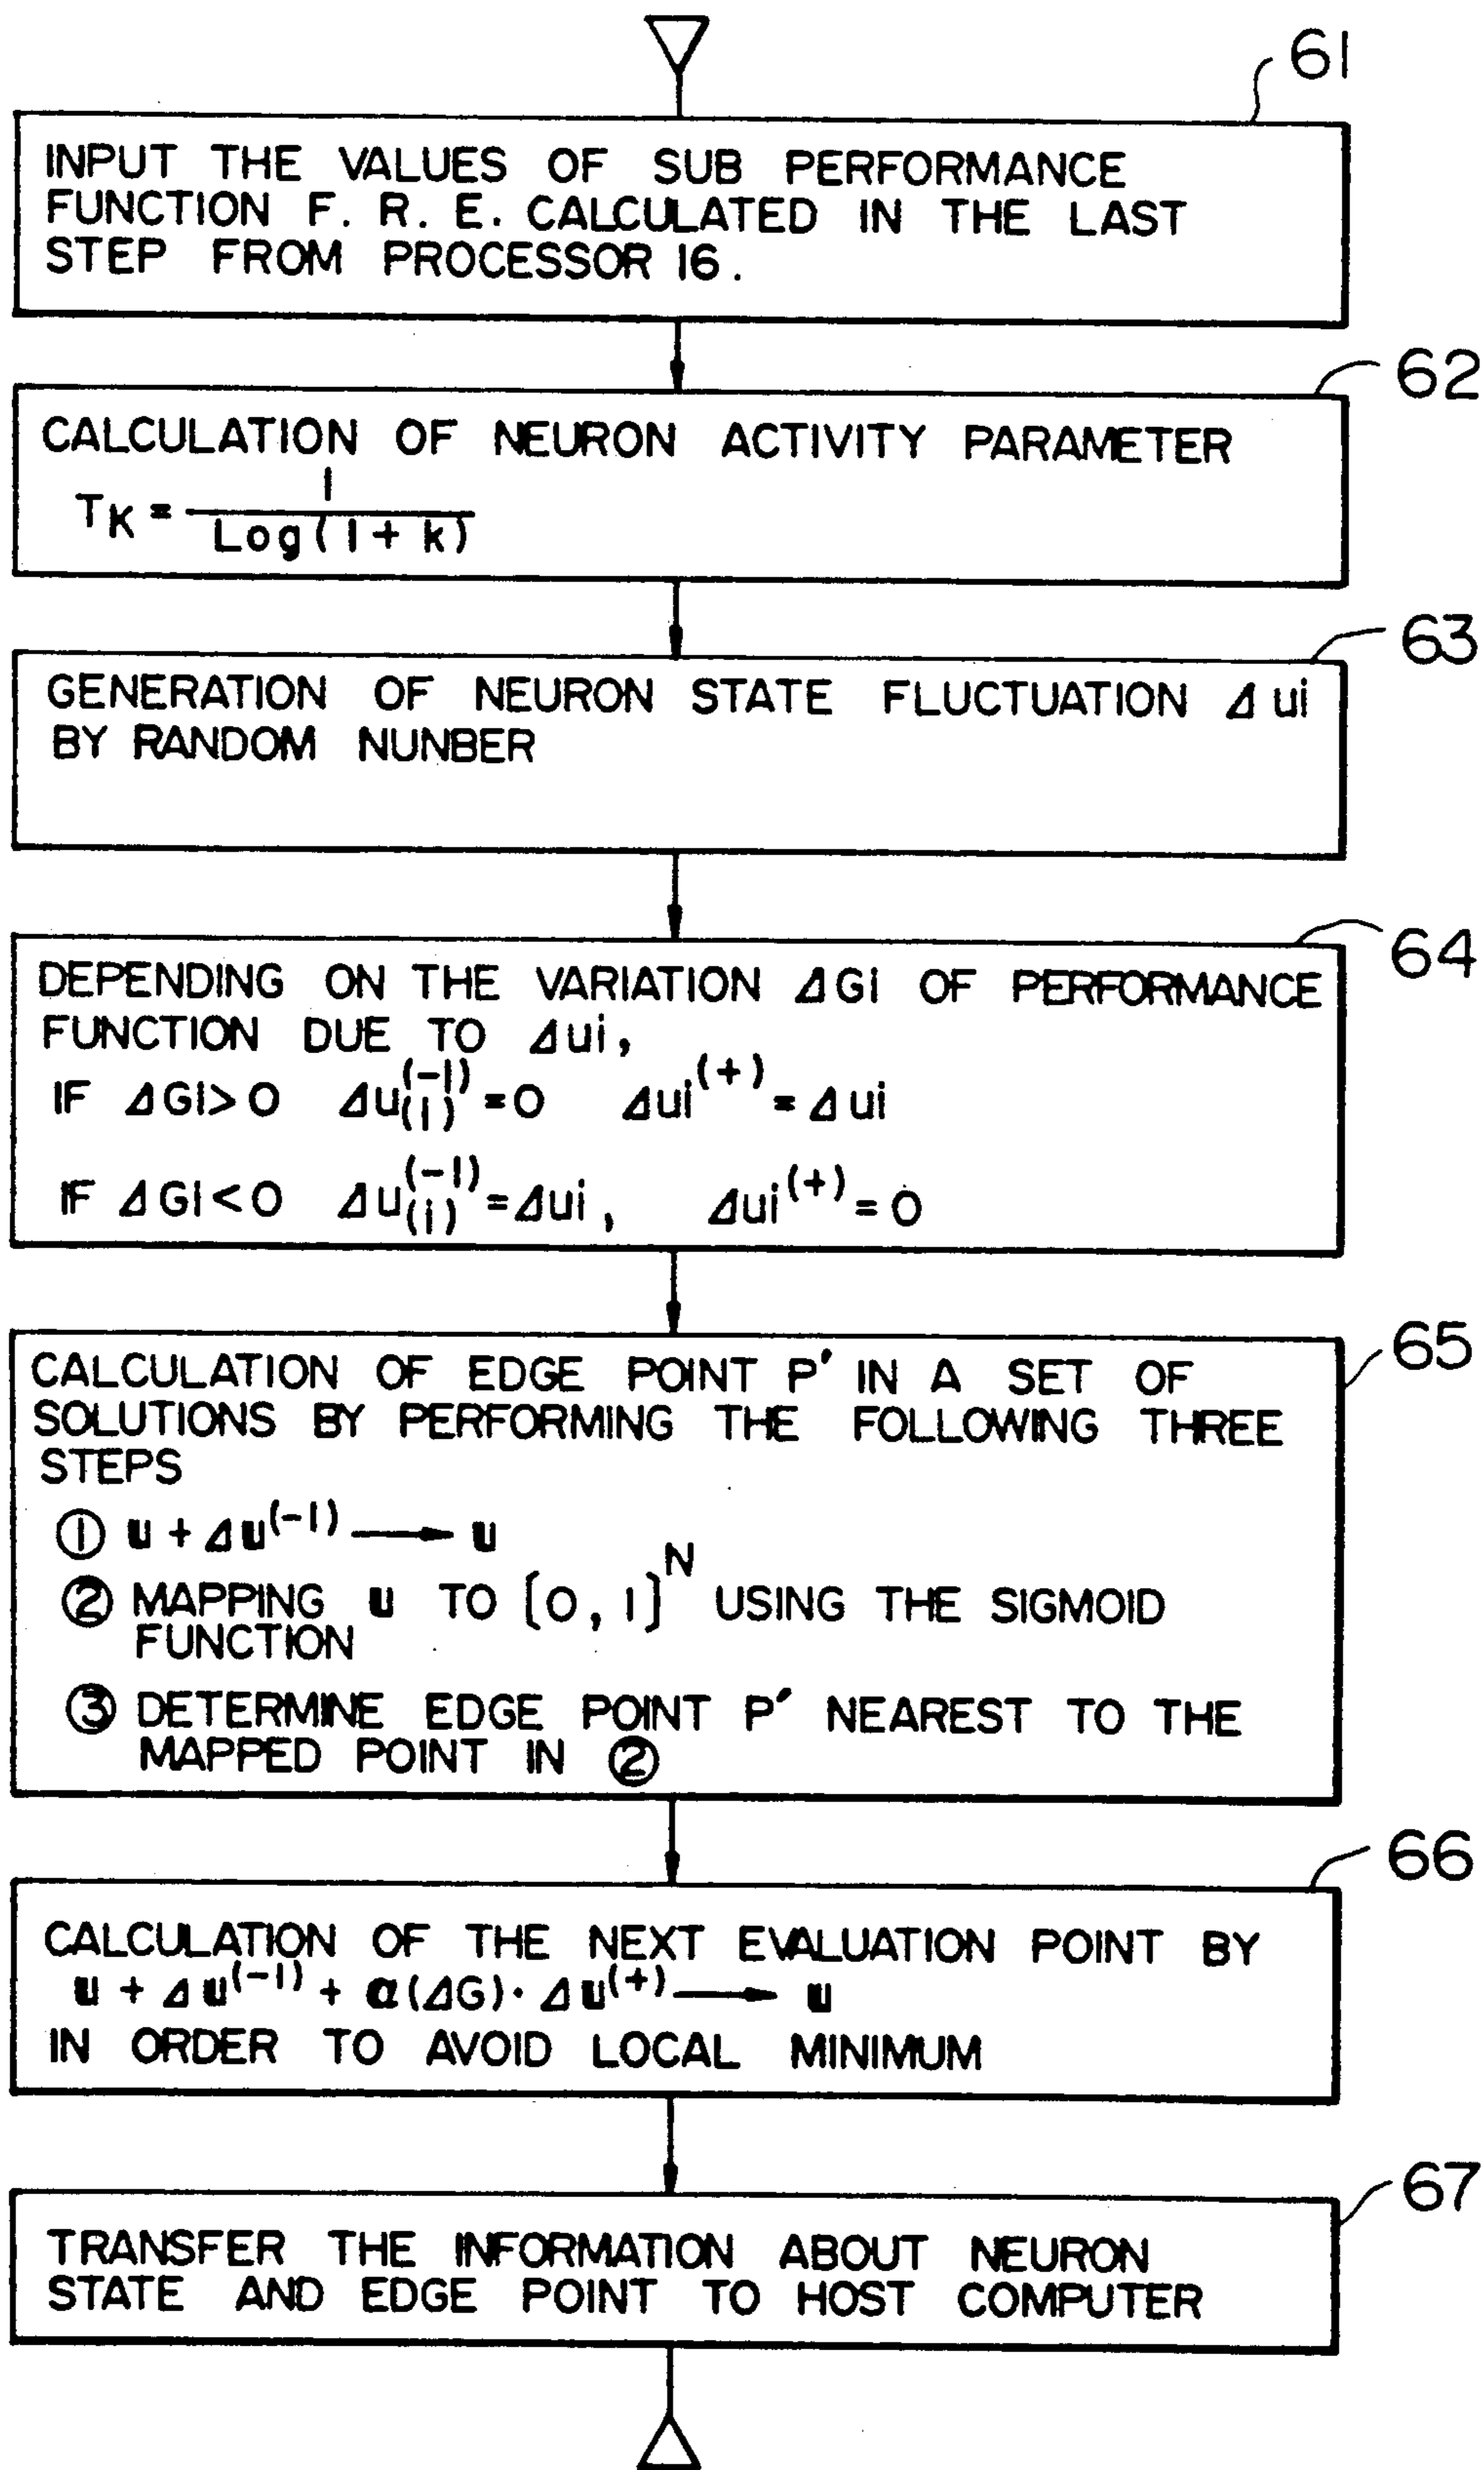 61
INPUT THE VALUES OF SUB PERFORMANCE
FUNCTION F. R. E. CALCULATED IN THE LAST
STEP FROM PROCESSOR 16.
62
CALCULATION OF NEURON ACTIVITY PARAMETER
TK = 1 / Log(1+k)
63
GENERATION OF NEURON STATE FLUCTUATION Δui
BY RANDOM NUNBER
64
DEPENDING ON THE VARIATION ΔGi OF PERFORMANCE
FUNCTION DUE TO Δui,
IF ΔGi>0 Δu(i)^(-1)=0 Δui^(+)=Δui
IF ΔGi<0 Δu(i)^(-1)=Δui, Δui^(+)=0
65
CALCULATION OF EDGE POINT P' IN A SET OF
SOLUTIONS BY PERFORMING THE FOLLOWING THREE
STEPS
① u + Δu^(-1) → u
② MAPPING u TO [0, 1]^N USING THE SIGMOID
FUNCTION
③ DETERMINE EDGE POINT P' NEAREST TO THE
MAPPED POINT IN ②
66
CALCULATION OF THE NEXT EVALUATION POINT BY
u + Δu^(-1) + α(ΔG)·Δu^(+) → u
IN ORDER TO AVOID LOCAL MINIMUM
67
TRANSFER THE INFORMATION ABOUT NEURON
STATE AND EDGE POINT TO HOST COMPUTER